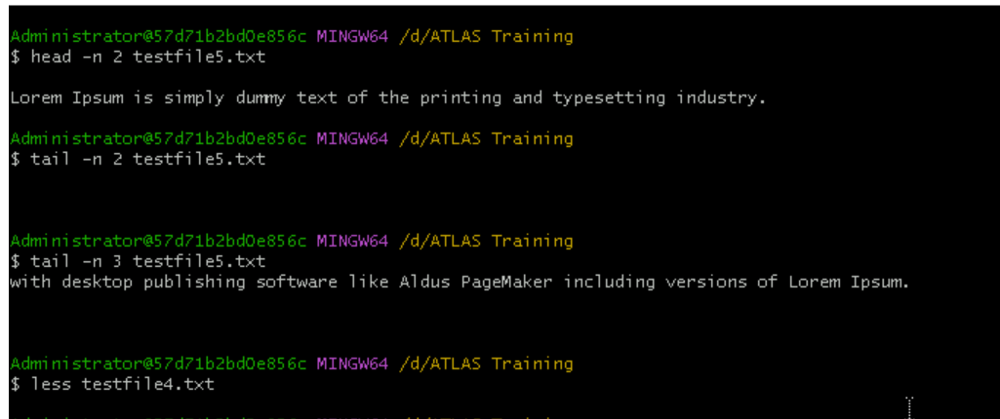 Administrator@57d71b2bd0e856c MINGW64 /d/ATLAS Training
$ head -n 2 testfile5.txt
Lorem Ipsum is simply dummy text of the printing and typesetting industry.
Administrator@57d71b2bd0e856c MINGW64 /d/ATLAS Training
$ tail -n 2 testfile5.txt
Administrator@57d71b2bd0e856c MINGW64 /d/ATLAS Training
$ tail -n 3 testfile5.txt
with desktop publishing software like Aldus PageMaker including versions of Lorem Ipsum.
Administrator@57d71b2bd0e856c MINGW64 /d/ATLAS Training
$ less testfile4.txt